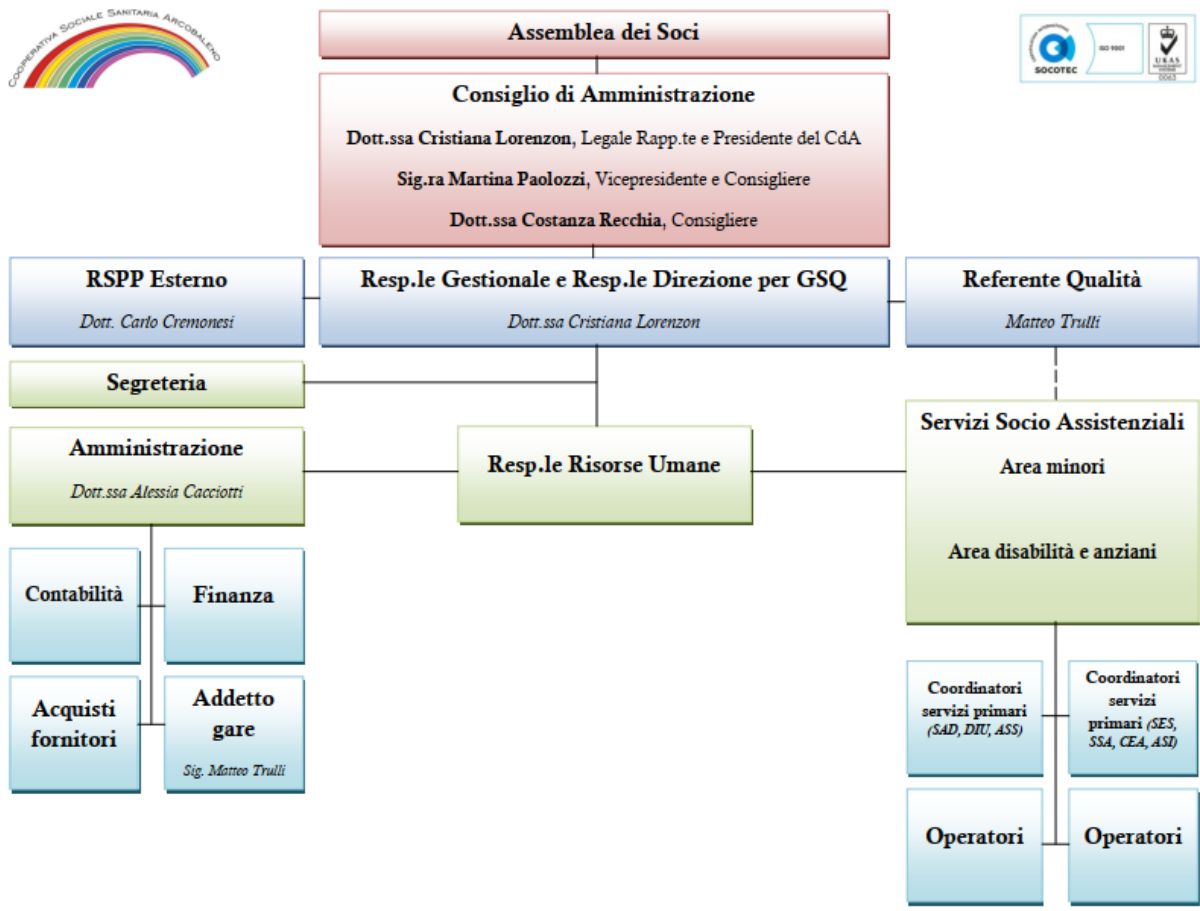 COOPERATIVA SOCIALE SANITARIA ARCOBALENO
Assemblea dei Soci
SOCOTEC
ISO 9001
UKAS
MANAGEMENT
SYSTEMS
0063
Consiglio di Amministrazione
Dott.ssa Cristiana Lorenzon, Legale Rapp.te e Presidente del CdA
Sig.ra Martina Paolozzi, Vicepresidente e Consigliere
Dott.ssa Costanza Recchia, Consigliere
RSPP Esterno
Dott. Carlo Cremonesi
Resp.le Gestionale e Resp.le Direzione per GSQ
Dott.ssa Cristiana Lorenzon
Referente Qualità
Matteo Trulli
Segreteria
Amministrazione
Dott.ssa Alessia Cacciotti
Resp.le Risorse Umane
Servizi Socio Assistenziali
Area minori
Area disabilità e anziani
Contabilità
Finanza
Acquisti
fornitori
Addetto
gare
Sig. Matteo Trulli
Coordinatori
servizi primari
(SAD, DIU, ASS)
Coordinatori
servizi
primari (SES,
SSA, CEA, ASI)
Operatori
Operatori